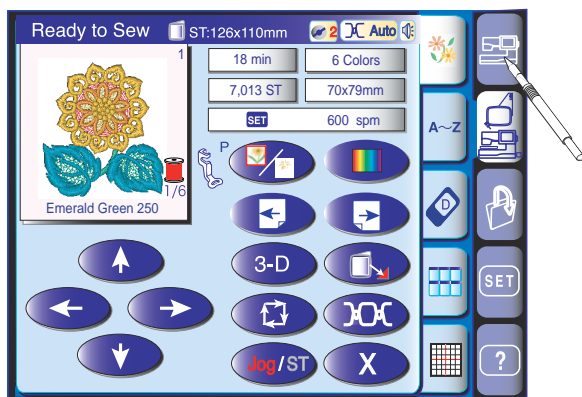 Ready to Sew
ST:126x110mm
2
Auto
1
18 min
6 Colors
7,013 ST
70x79mm
SET
600 spm
P
1/6
Emerald Green 250
3-D
Jog/ST
X
A~Z
D
SET
?